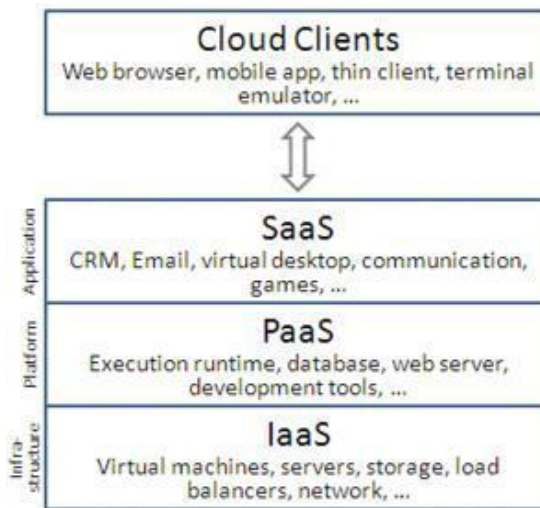 Cloud Clients
Web browser, mobile app, thin client, terminal
emulator, ...
Application
SaaS
CRM, Email, virtual desktop, communication,
games, ...
Platform
PaaS
Execution runtime, database, web server,
development tools, ...
Infra-
structure
IaaS
Virtual machines, servers, storage, load
balancers, network, ...